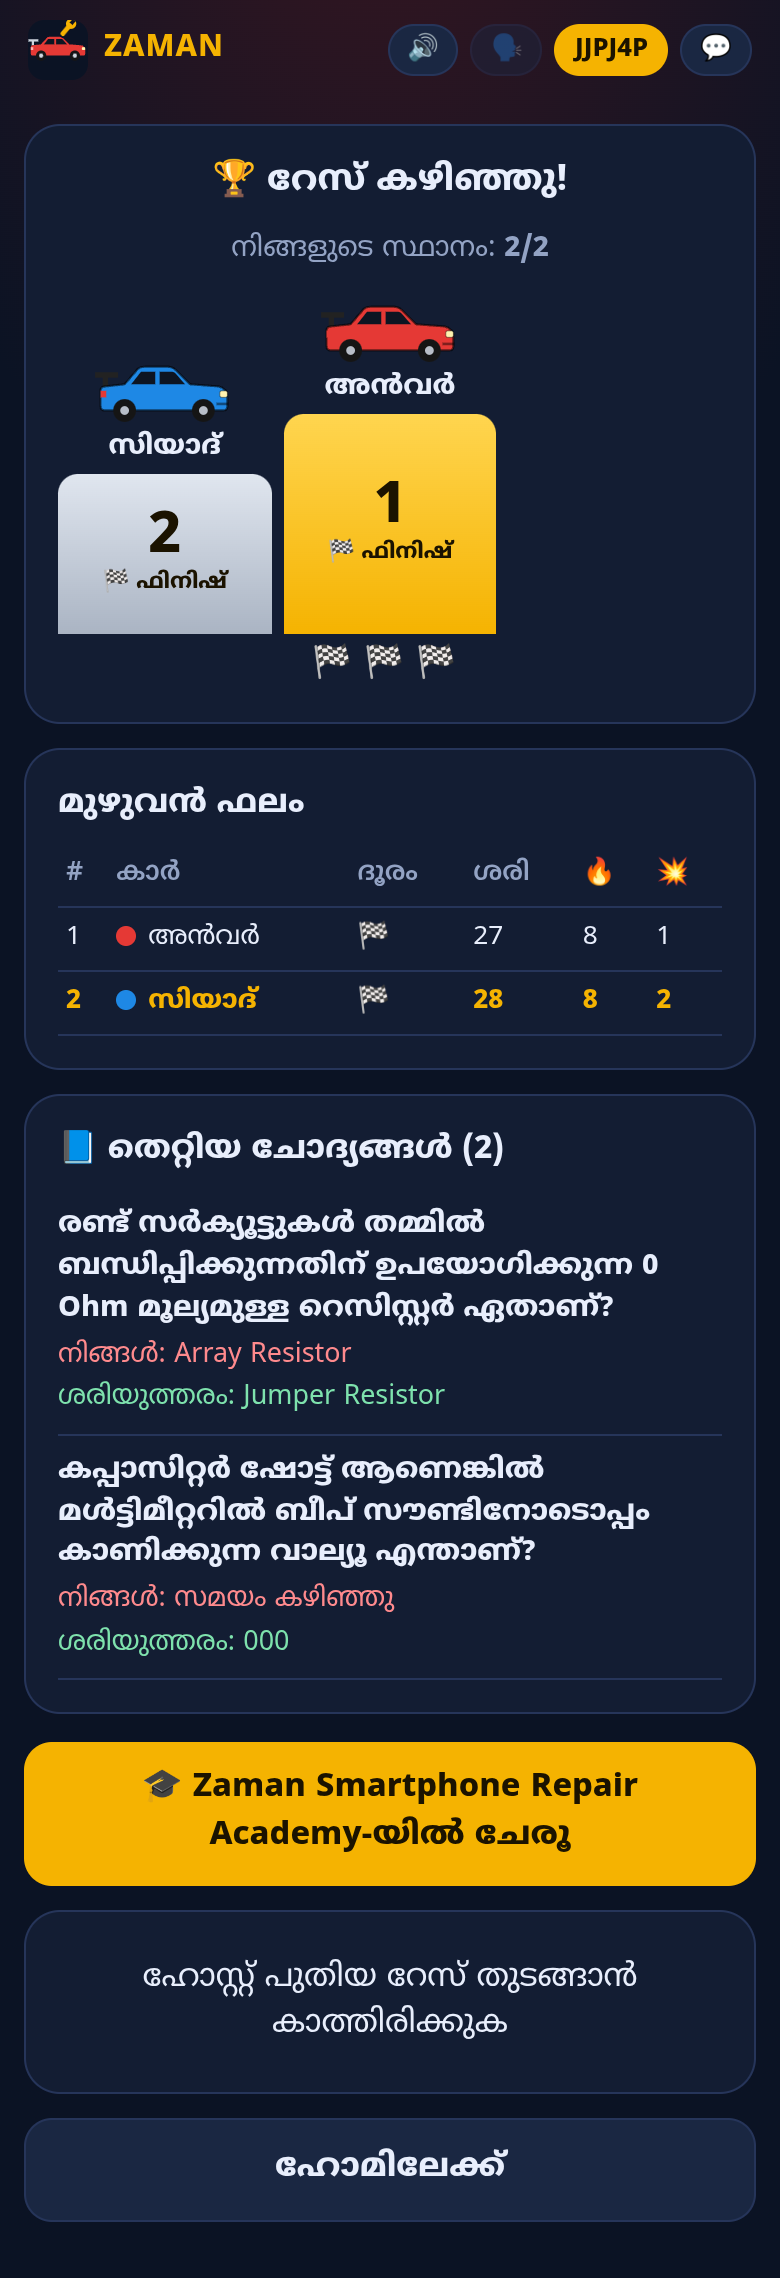 ZAMAN
JJPJ4P
🏆 റേസ് കഴിഞ്ഞു!
നിങ്ങളുടെ സ്ഥാനം: 2/2
അൻവർ
സിയാദ്
1
🏁 ഫിനിഷ്
2
🏁 ഫിനിഷ്
മുഴുവൻ ഫലം
# കാർ ദൂരം ശരി 🔥 💥
1 അൻവർ 🏁 27 8 1
2 സിയാദ് 🏁 28 8 2
📘 തെറ്റിയ ചോദ്യങ്ങൾ (2)
രണ്ട് സർക്യൂട്ടുകൾ തമ്മിൽ
ബന്ധിപ്പിക്കുന്നതിന് ഉപയോഗിക്കുന്ന 0
Ohm മൂല്യമുള്ള റെസിസ്റ്റർ ഏതാണ്?
നിങ്ങൾ: Array Resistor
ശരിയുത്തരം: Jumper Resistor
കപ്പാസിറ്റർ ഷോട്ട് ആണെങ്കിൽ
മൾട്ടിമീറ്ററിൽ ബീപ് സൗണ്ടിനോടൊപ്പം
കാണിക്കുന്ന വാല്യൂ എന്താണ്?
നിങ്ങൾ: സമയം കഴിഞ്ഞു
ശരിയുത്തരം: 000
🎓 Zaman Smartphone Repair
Academy-യിൽ ചേരൂ
ഹോസ്റ്റ് പുതിയ റേസ് തുടങ്ങാൻ
കാത്തിരിക്കുക
ഹോമിലേക്ക്